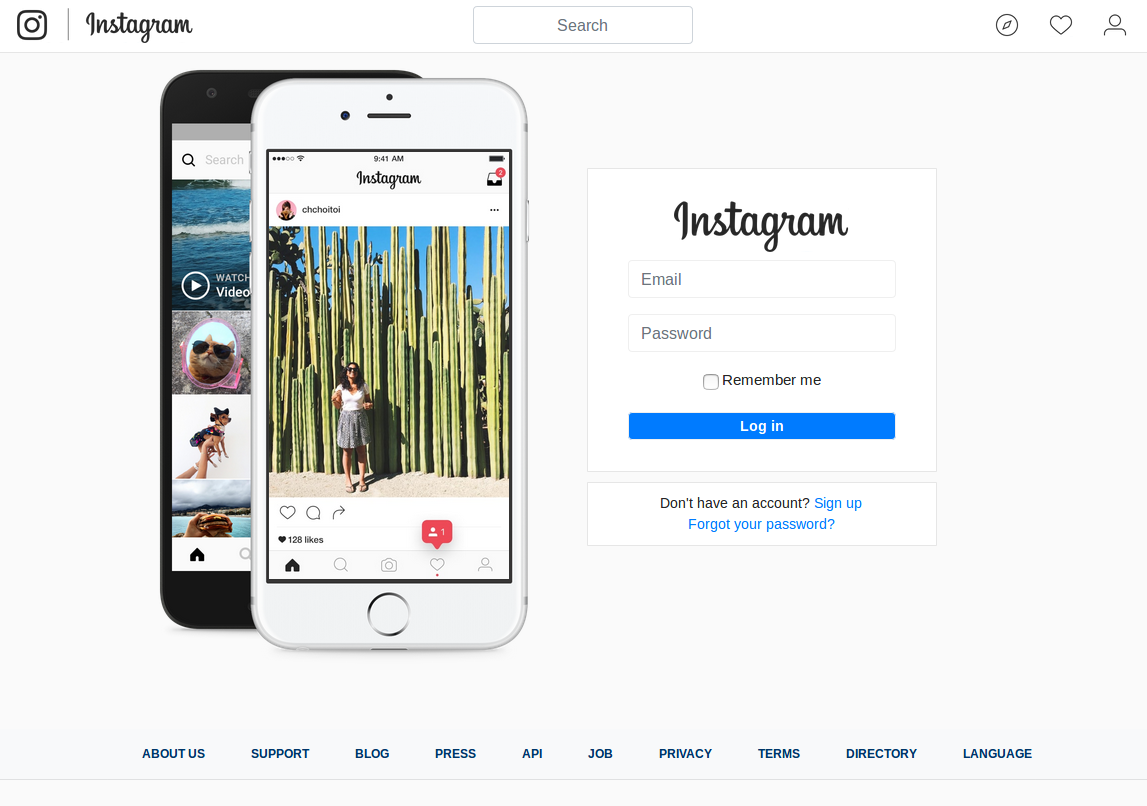 Instagram
Search
Search
WATCH
Video
9:41 AM
Instagram
2
chchoitoi
1
128 likes
Instagram
Email
Password
Remember me
Log in
Don't have an account? Sign up
Forgot your password?
ABOUT US SUPPORT BLOG PRESS API JOB PRIVACY TERMS DIRECTORY LANGUAGE